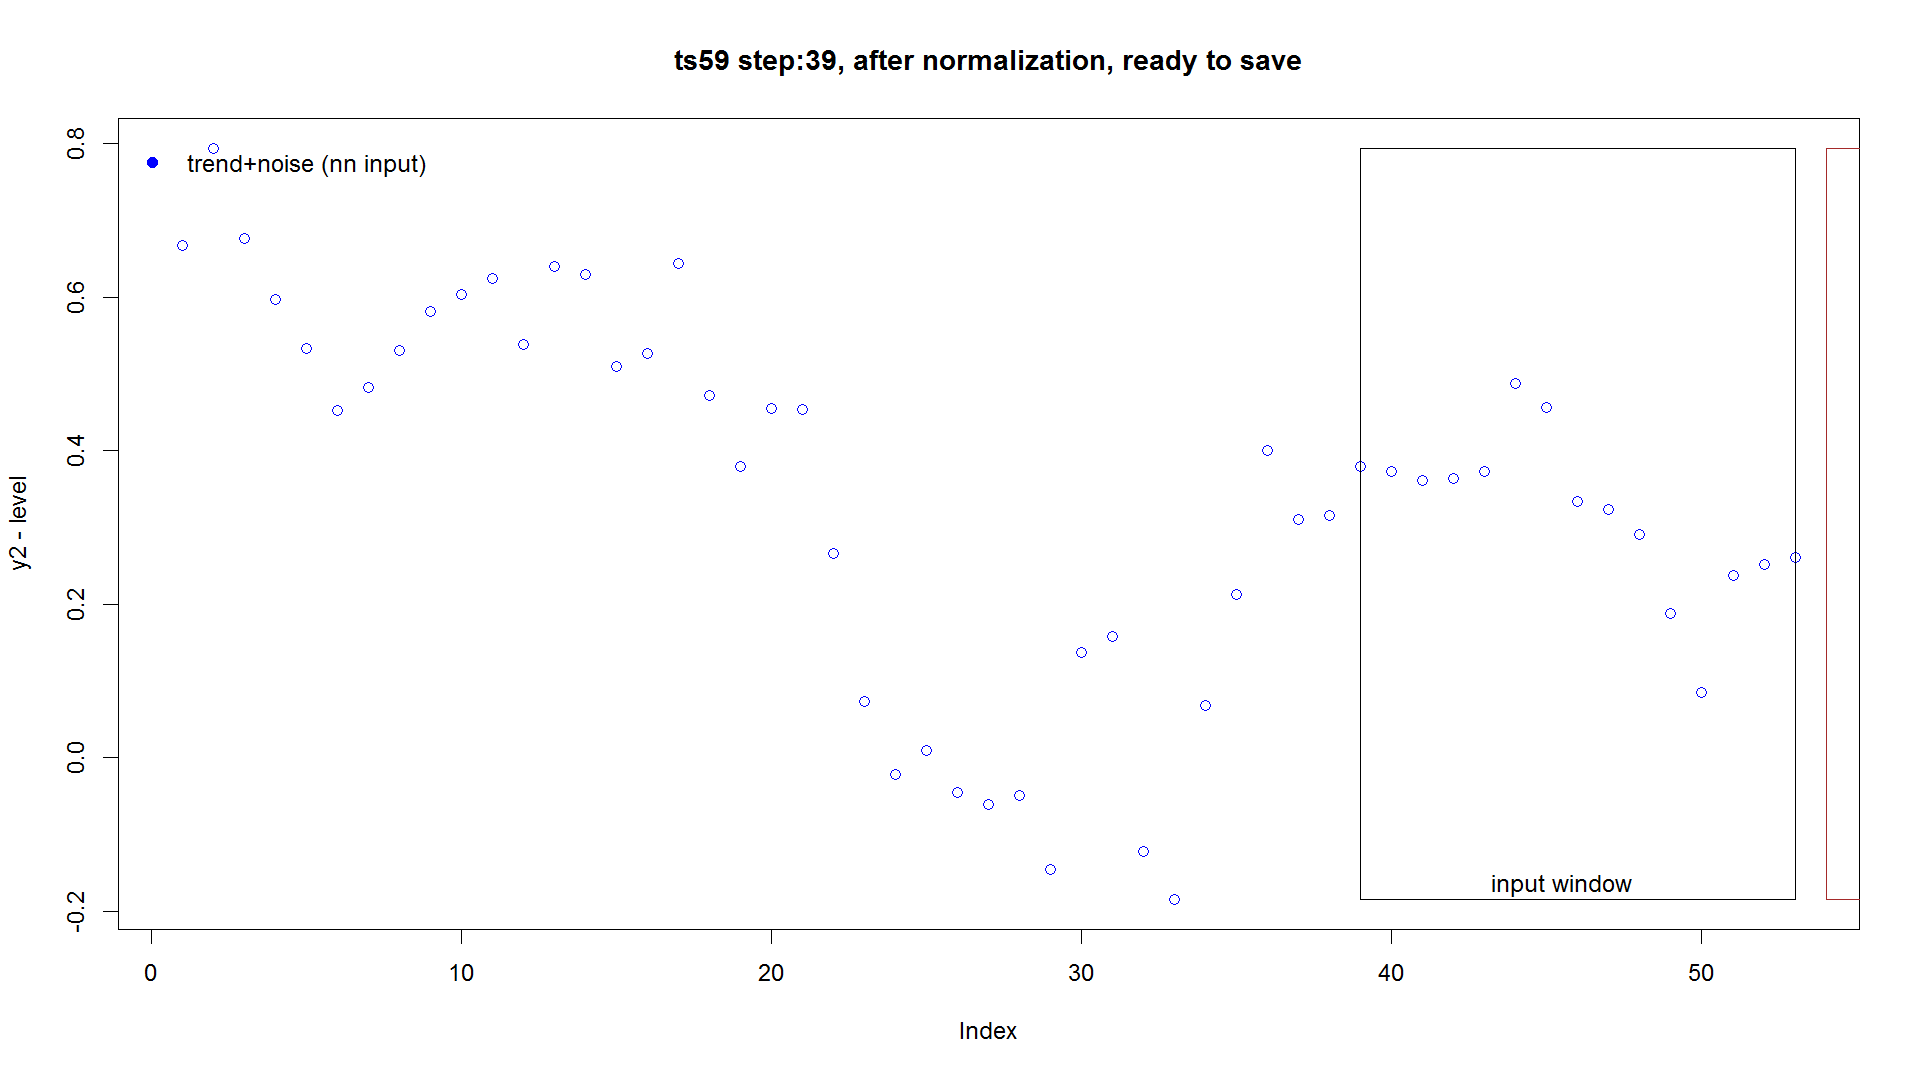 ts59 step:39, after normalization, ready to save
trend+noise (nn input)
y2 - level
0.8
0.6
0.4
0.2
0.0
-0.2
input window
0 10 20 30 40 50
Index